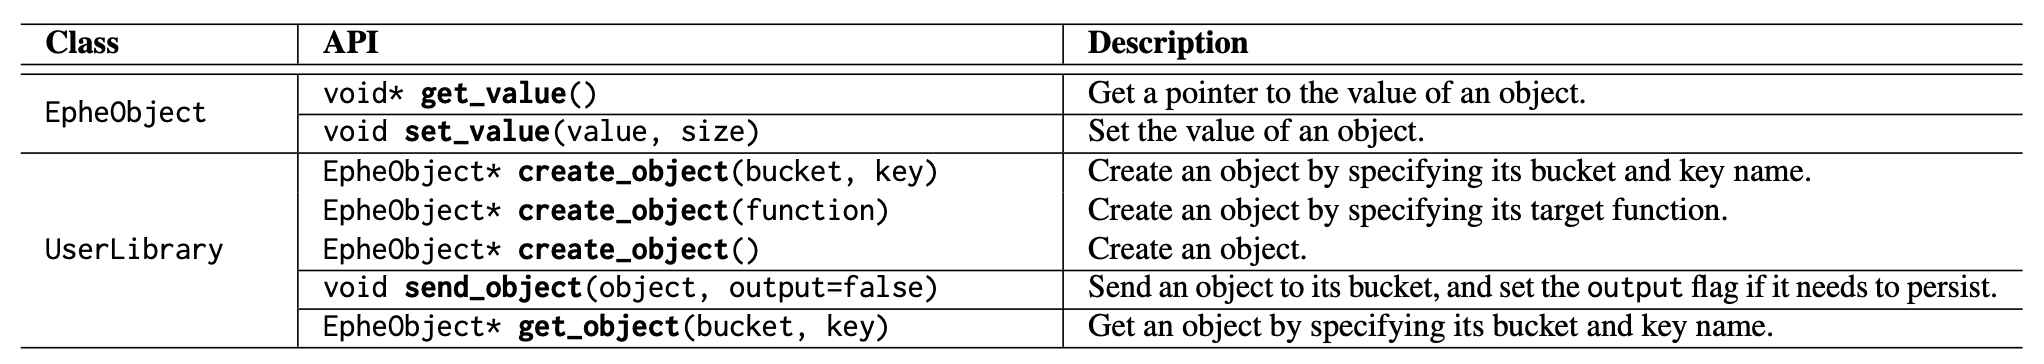 Class API Description
EpheObject void* get_value() Get a pointer to the value of an object.
void set_value(value, size) Set the value of an object.
UserLibrary EpheObject* create_object(bucket, key) Create an object by specifying its bucket and key name.
EpheObject* create_object(function) Create an object by specifying its target function.
EpheObject* create_object() Create an object.
void send_object(object, output=false) Send an object to its bucket, and set the output flag if it needs to persist.
EpheObject* get_object(bucket, key) Get an object by specifying its bucket and key name.